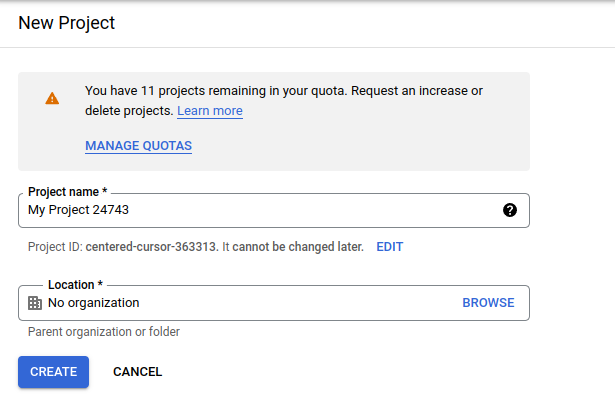 New Project
You have 11 projects remaining in your quota. Request an increase or
delete projects. Learn more
MANAGE QUOTAS
Project name *
My Project 24743
Project ID: centered-cursor-363313. It cannot be changed later. EDIT
Location *
No organization BROWSE
Parent organization or folder
CREATE CANCEL